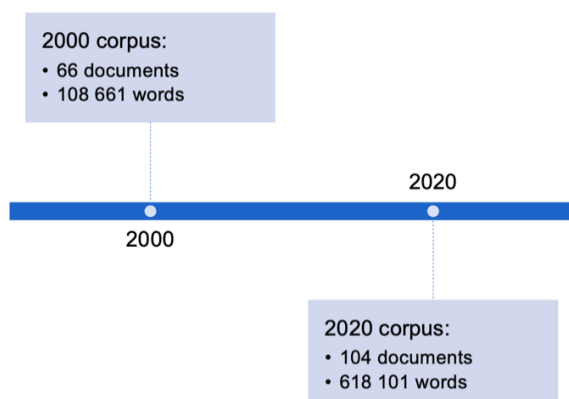 2000 corpus:
• 66 documents
• 108 661 words
2020
2000
2020 corpus:
• 104 documents
• 618 101 words